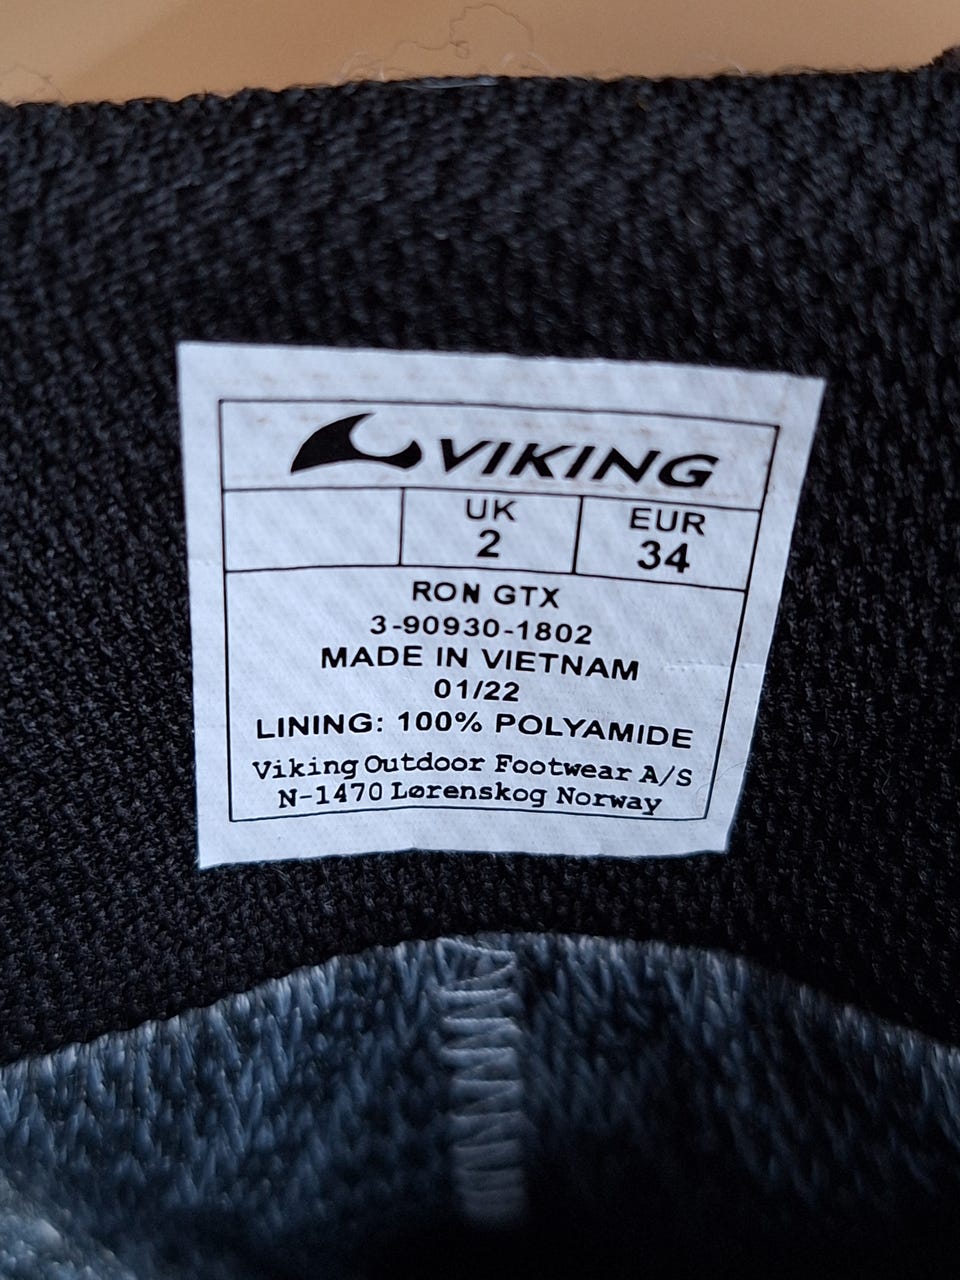 VIKING
UK EUR
2 34
RON GTX
3-90930-1802
MADE IN VIETNAM
01/22
LINING: 100% POLYAMIDE
Viking Outdoor Footwear A/S
N-1470 Lørenskog Norway